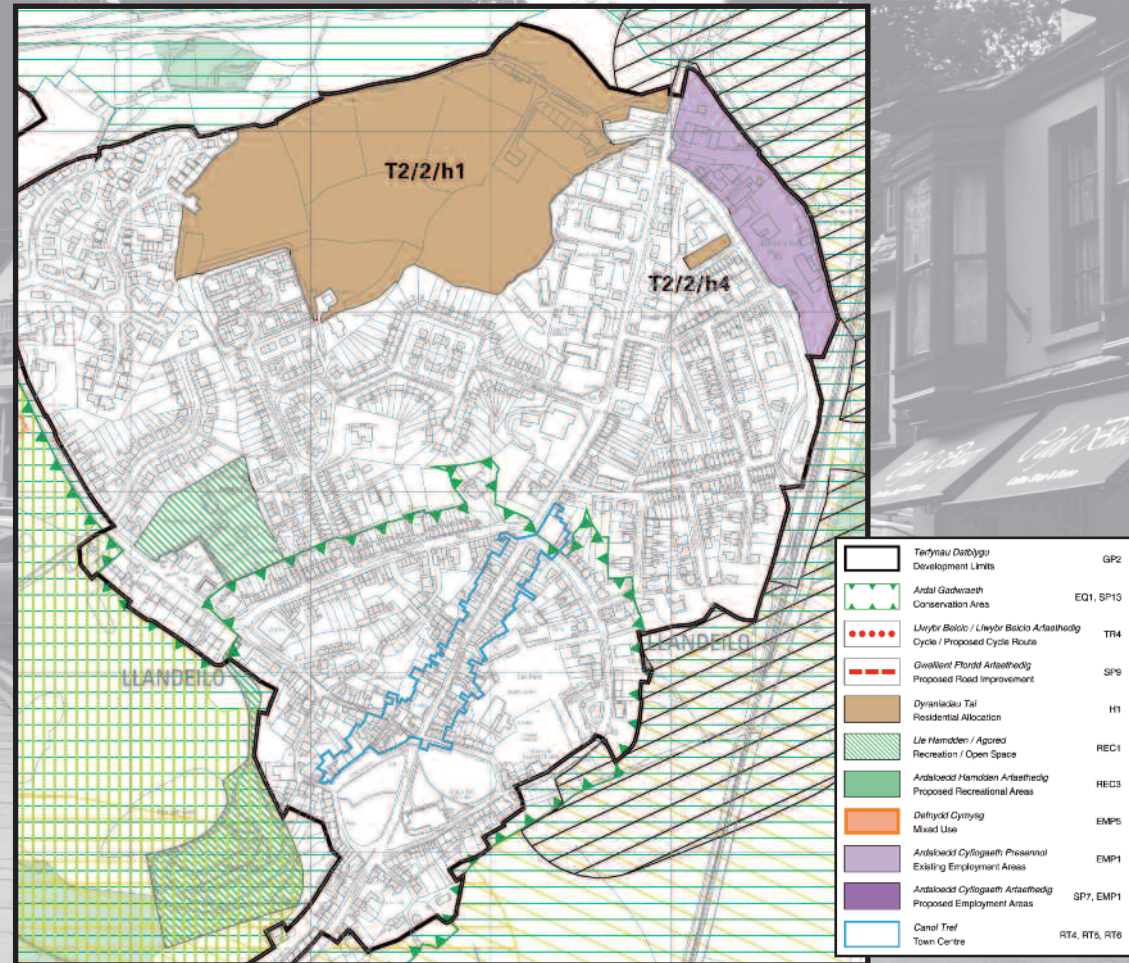 T2/2/h1
T2/2/h4
LLANDEILO
LLANDEILO
Terfynau Datblygu
Development Limits
GP2
Ardal Gadwraeth
Conservation Area
EQ1, SP13
Llwybr Beicio / Llwybr Beicio Arfaethedig
Cycle / Proposed Cycle Route
TR4
Gwelliant Ffordd Arfaethedig
Proposed Road Improvement
SP9
Dyraniadau Tai
Residential Allocation
H1
Lle Hamdden / Agored
Recreation / Open Space
REC1
Ardaloedd Hamdden Arfaethedig
Proposed Recreational Areas
REC3
Defnydd Cymysg
Mixed Use
EMP5
Ardaloedd Cyflogaeth Presennol
Existing Employment Areas
EMP1
Ardaloedd Cyflogaeth Arfaethedig
Proposed Employment Areas
SP7, EMP1
Canol Tref
Town Centre
RT4, RT5, RT6